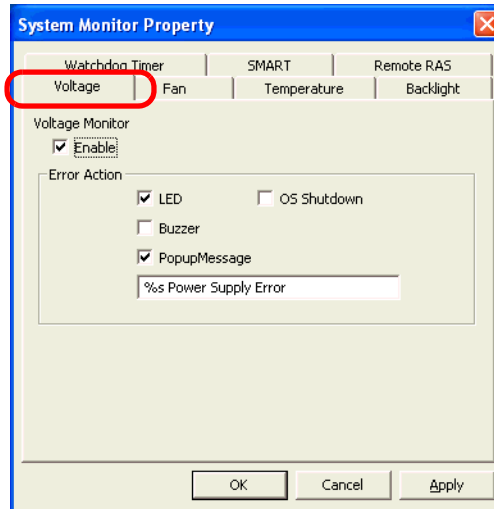 System Monitor Property
Watchdog Timer SMART Remote RAS
Voltage Fan Temperature Backlight
Voltage Monitor
Enable
Error Action
LED OS Shutdown
Buzzer
PopupMessage
%s Power Supply Error
OK Cancel Apply